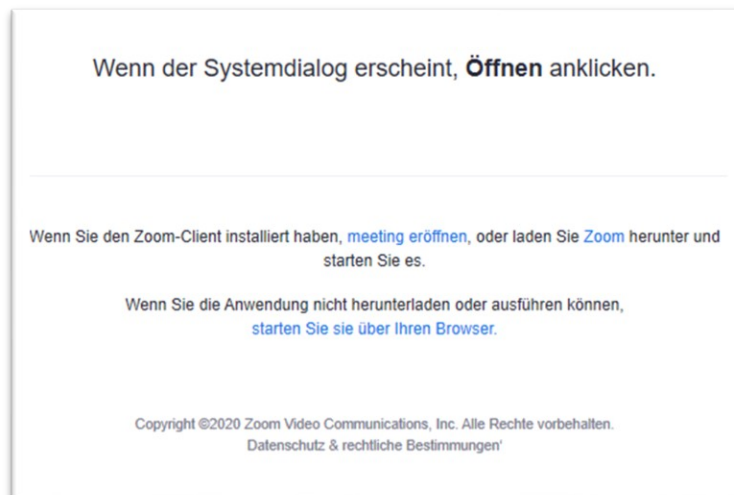 Wenn der Systemdialog erscheint, Öffnen anklicken.
Wenn Sie den Zoom-Client installiert haben, meeting eröffnen, oder laden Sie Zoom herunter und
starten Sie es.
Wenn Sie die Anwendung nicht herunterladen oder ausführen können,
starten Sie sie über Ihren Browser.
Copyright ©2020 Zoom Video Communications, Inc. Alle Rechte vorbehalten.
Datenschutz & rechtliche Bestimmungen'